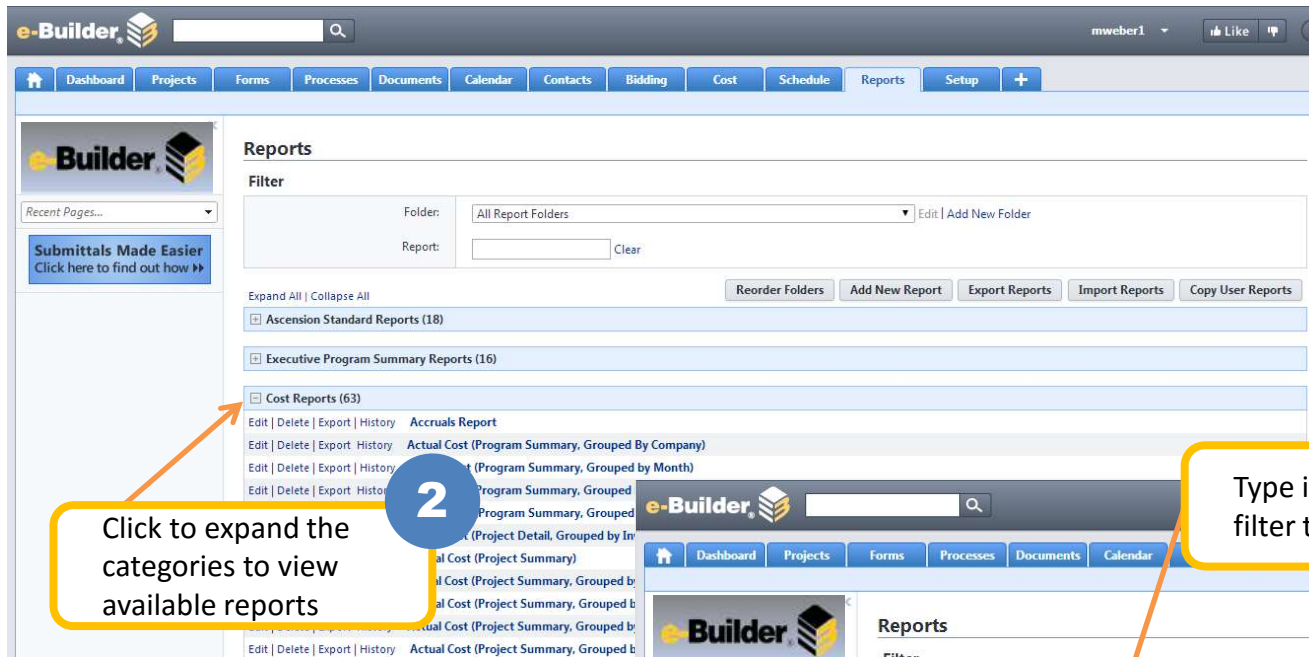 e-Builder®
mweber1
Like
Dashboard Projects Forms Processes Documents Calendar Contacts Bidding Cost Schedule Reports Setup +
e-Builder®
Reports
Filter
Recent Pages...
Folder: All Report Folders Edit | Add New Folder
Submittals Made Easier
Click here to find out how
Report: Clear
Expand All | Collapse All Reorder Folders Add New Report Export Reports Import Reports Copy User Reports
Ascension Standard Reports (18)
Executive Program Summary Reports (16)
Cost Reports (63)
Edit | Delete | Export | History Accruals Report
Edit | Delete | Export History Actual Cost (Program Summary, Grouped By Company)
Edit | Delete | Export | History (Program Summary, Grouped by Month)
Edit | Delete | Export Program Summary, Grouped
Program Summary, Grouped
(Project Detail, Grouped by
Cost (Project Summary)
Cost (Project Summary, Grouped
Cost (Project Summary, Grouped
Cost (Project Summary, Grouped
Edit | Delete | Export | History Actual Cost (Project Summary, Grouped
Click to expand the
categories to view
available reports
2
Type
filter
e-Builder®
Dashboard Projects Forms Processes Documents Calendar
Builder®
Reports